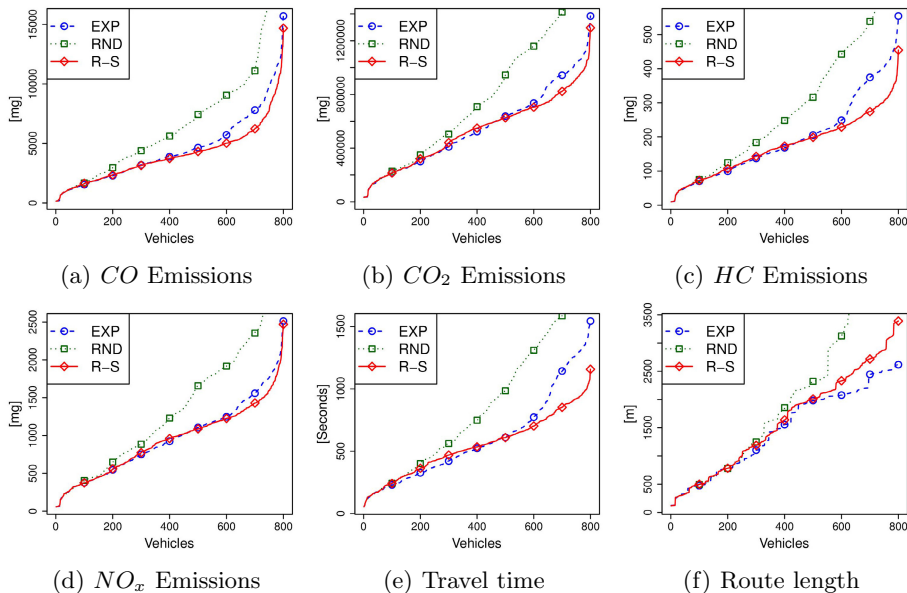 EXP
RND
R−S
[mg]
0
5000
10000
15000
0 200 400 600 800
Vehicles
(a) CO Emissions
EXP
RND
R−S
[mg]
400000
800000
1400000
0 200 400 600 800
Vehicles
(b) CO2 Emissions
EXP
RND
R−S
[mg]
0
100
200
300
400
500
0 200 400 600 800
Vehicles
(c) HC Emissions
EXP
RND
R−S
[mg]
0
500
1000
1500
2000
2500
0 200 400 600 800
Vehicles
(d) NOx Emissions
EXP
RND
R−S
[Seconds]
0
500
1000
1500
0 200 400 600 800
Vehicles
(e) Travel time
EXP
RND
R−S
[m]
0
500
1500
2500
3500
0 200 400 600 800
Vehicles
(f) Route length